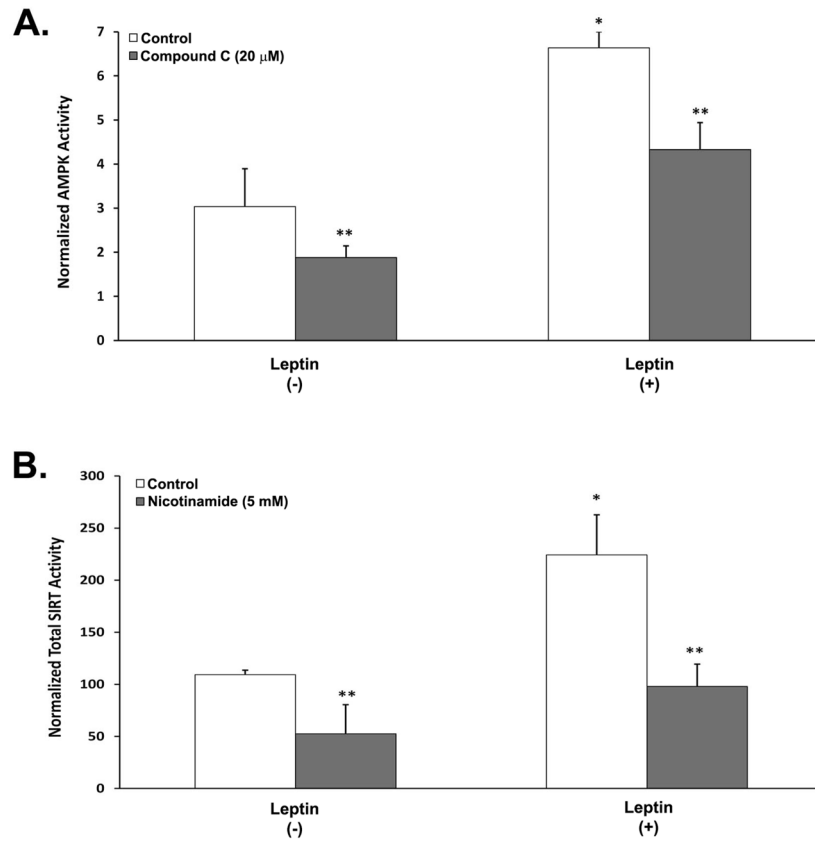 A.
Control
Compound C (20 μM)
Normalized AMPK Activity
7
6
5
4
3
2
1
0
*
**
**
Leptin
(-)
Leptin
(+)
B.
Control
Nicotinamide (5 mM)
Normalized Total SIRT Activity
300
250
200
150
100
50
0
*
**
**
Leptin
(-)
Leptin
(+)